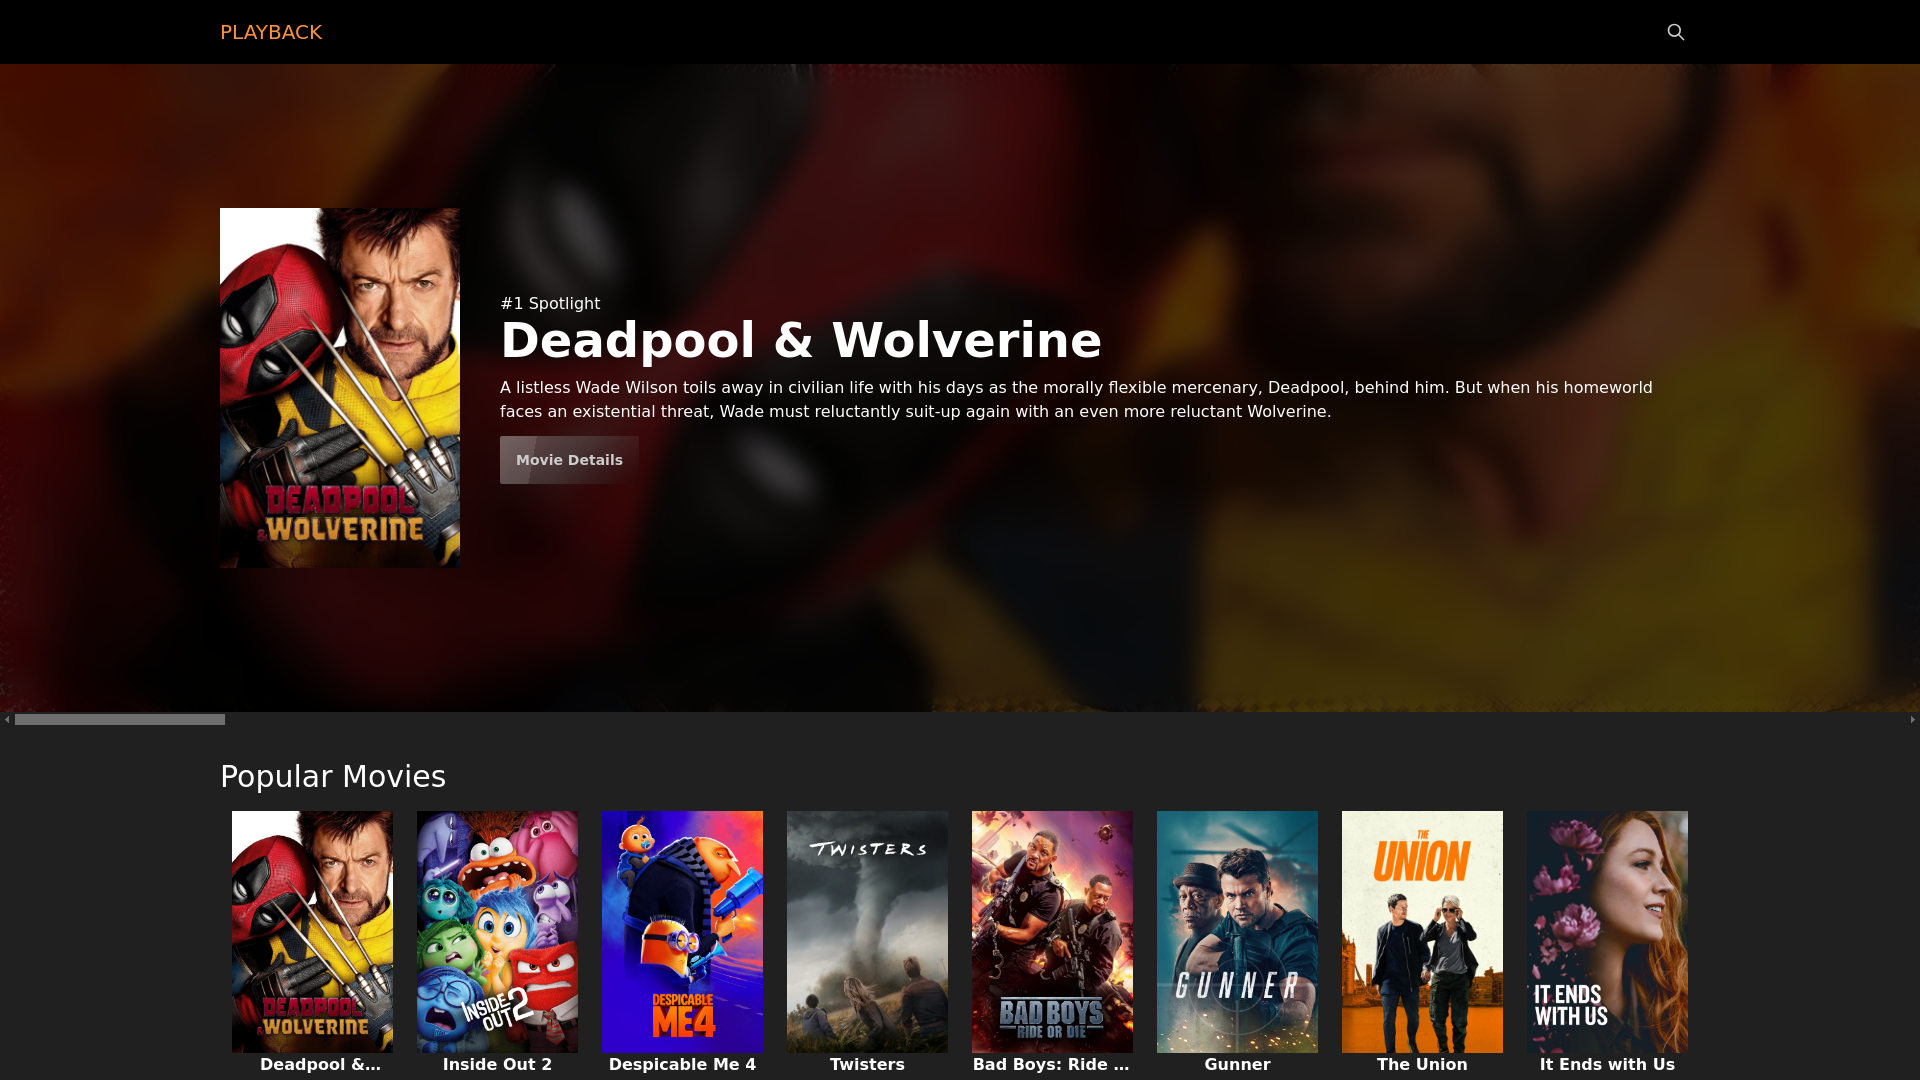 PLAYBACK
DEADPOOL
&WOLVERINE
#1 Spotlight
Deadpool & Wolverine
A listless Wade Wilson toils away in civilian life with his days as the morally flexible mercenary, Deadpool, behind him. But when his homeworld
faces an existential threat, Wade must reluctantly suit-up again with an even more reluctant Wolverine.
Movie Details
Popular Movies
DEADPOOL
&WOLVERINE
Deadpool &...
INSIDE
OUT 2
Inside Out 2
DESPICABLE
ME4
Despicable Me 4
TWISTERS
Twisters
BAD BOYS
RIDE OR DIE
Bad Boys: Ride ...
GUNNER
Gunner
THE
UNION
The Union
IT ENDS
WITH US
It Ends with Us